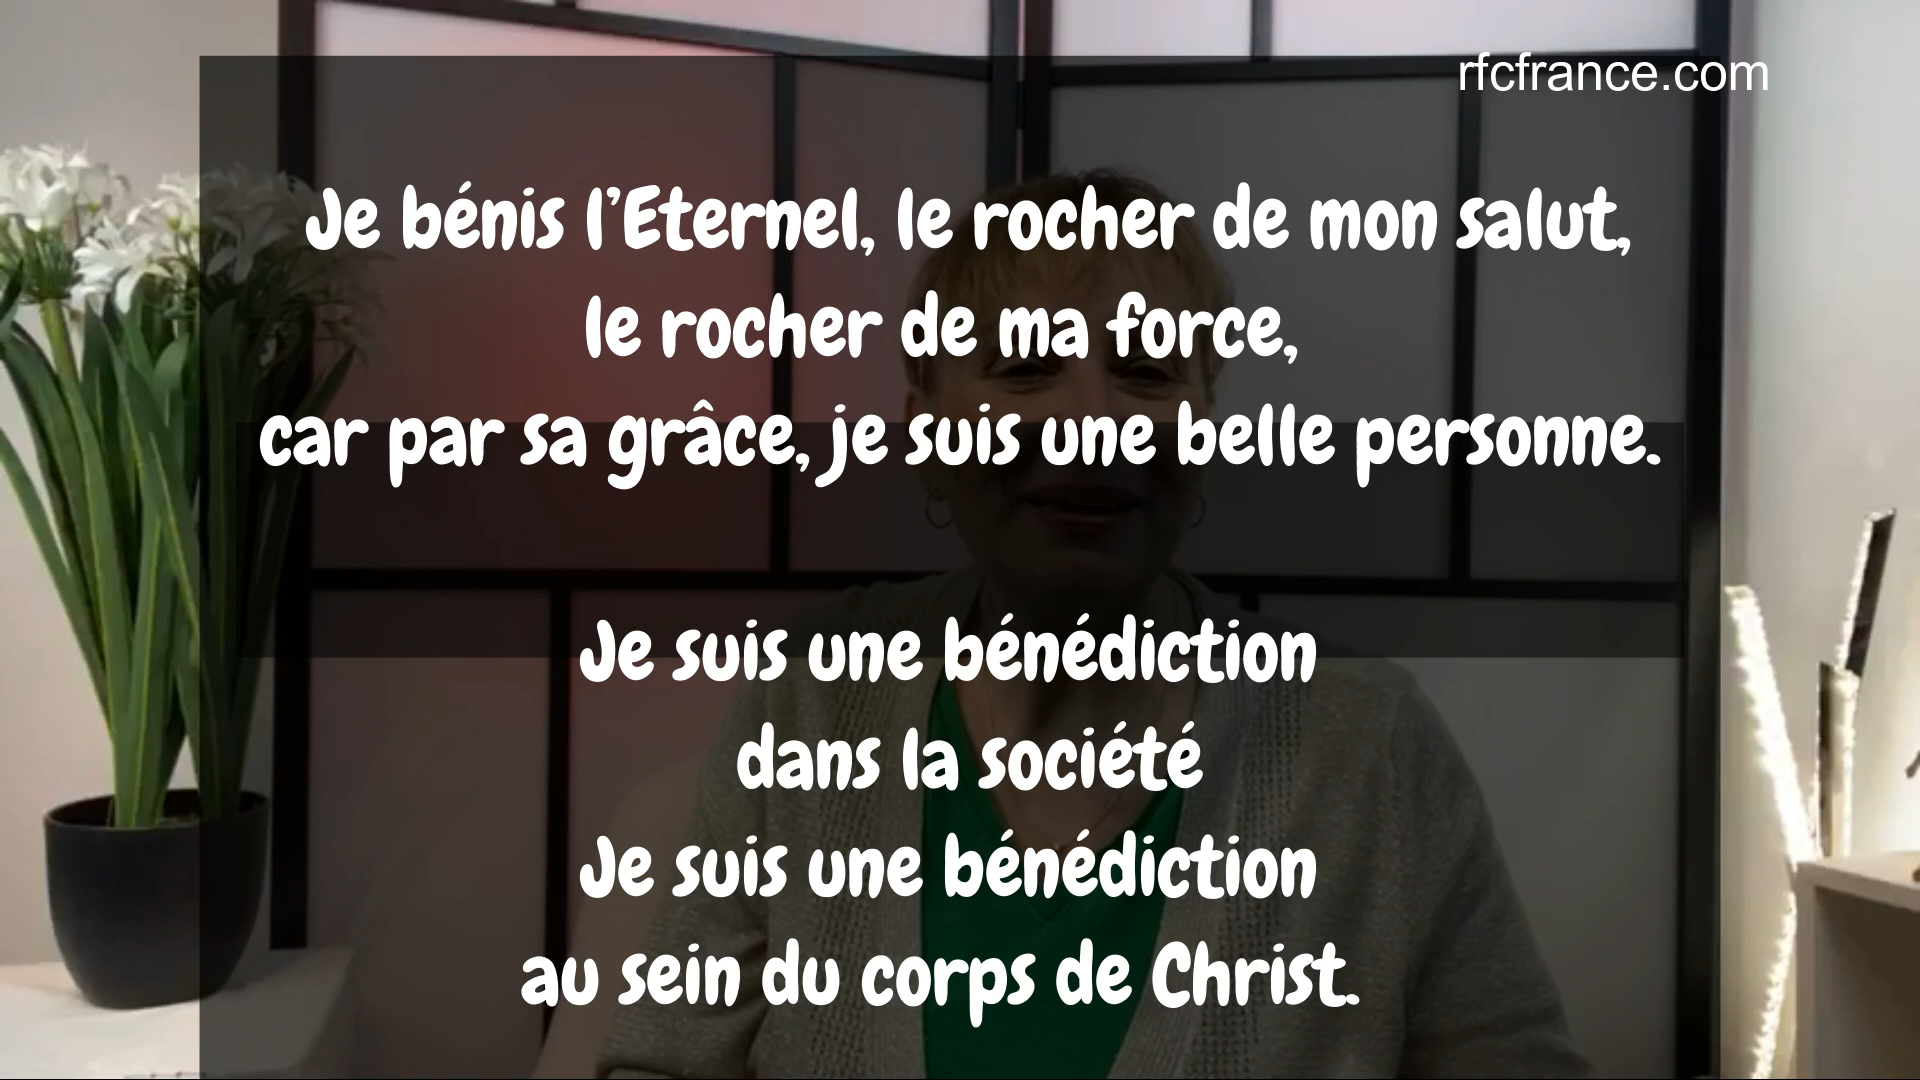 rfcfrance.com
Je bénis l’Eternel, le rocher de mon salut,
le rocher de ma force,
car par sa grâce, je suis une belle personne.
Je suis une bénédiction
dans la société
Je suis une bénédiction
au sein du corps de Christ.